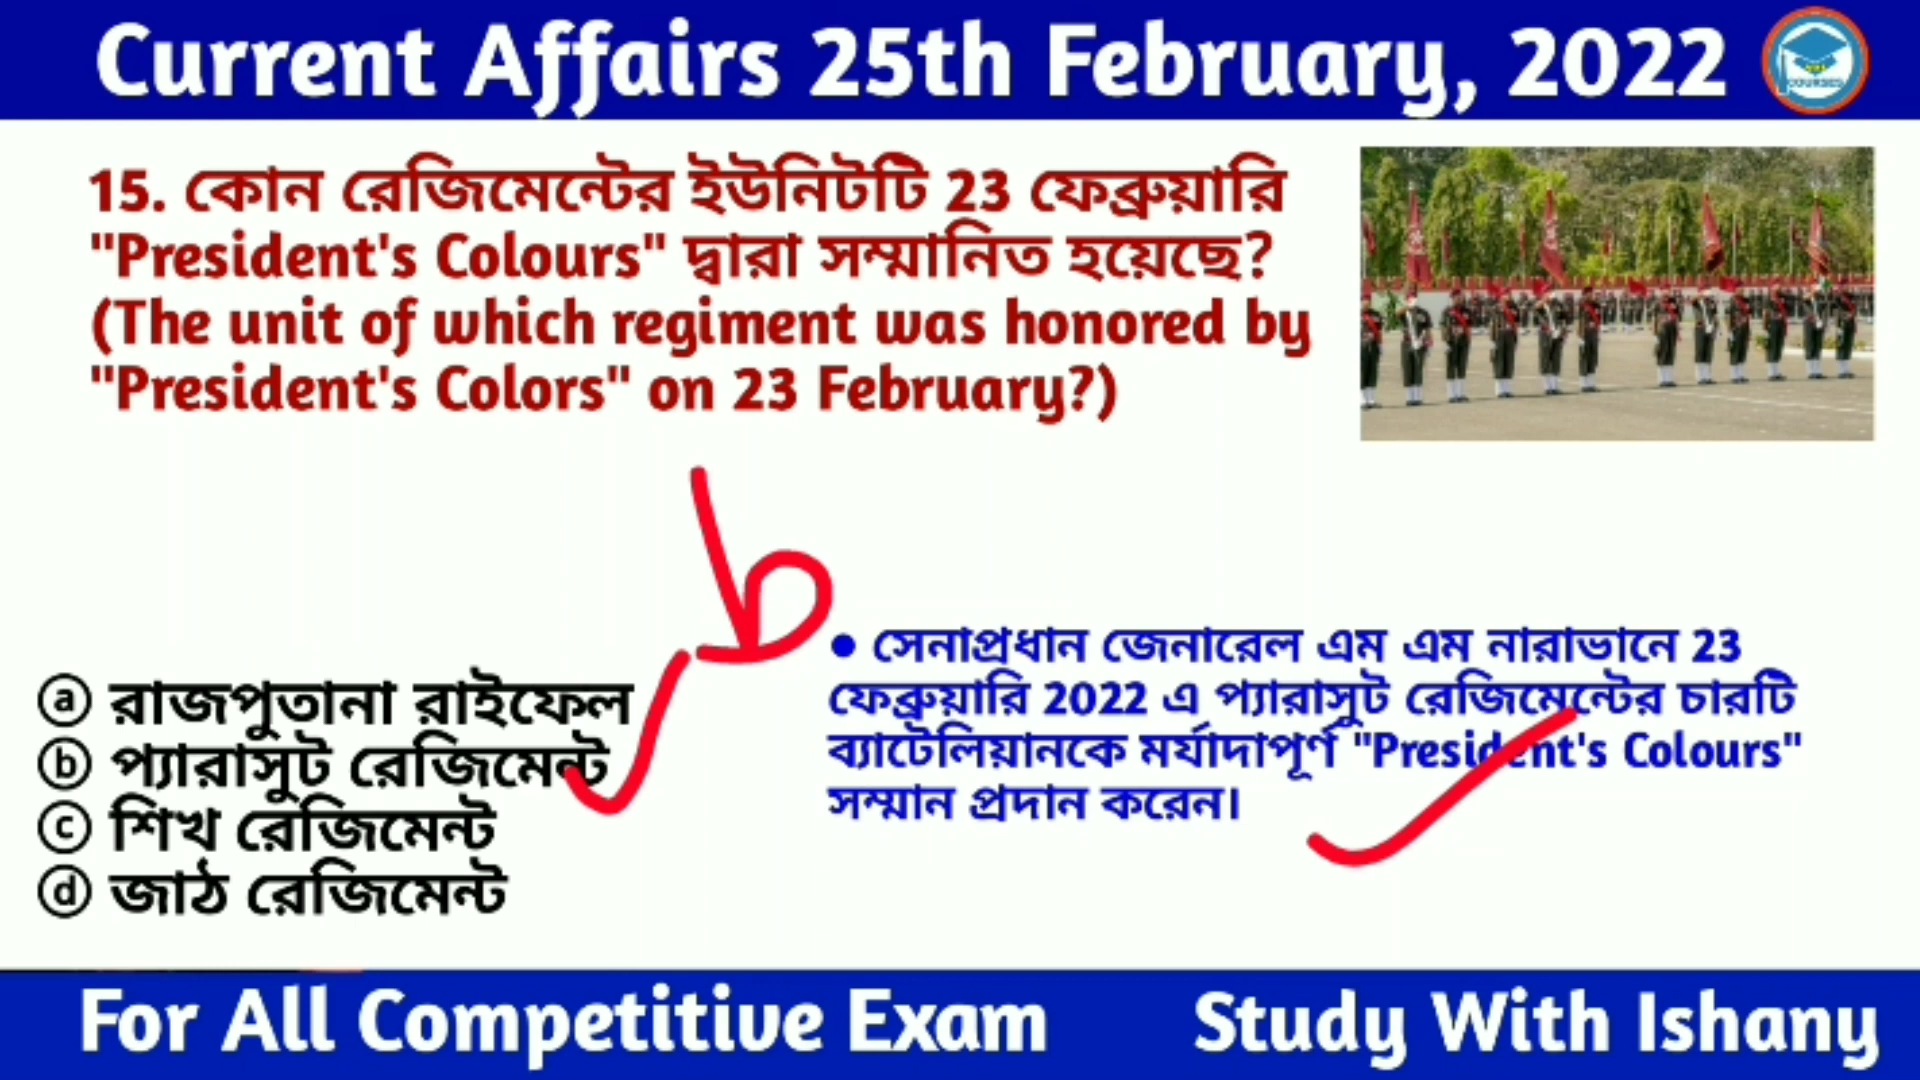 Current Affairs 25th February, 2022
COURSES
15. কোন রেজিমেন্টের ইউনিটটি 23 ফেব্রুয়ারি
"President's Colours" দ্বারা সম্মানিত হয়েছে?
(The unit of which regiment was honored by
"President's Colors" on 23 February?)
b
ⓐ রাজপুতানা রাইফেল
ⓑ প্যারাসুট রেজিমেন্ট
ⓒ শিখ রেজিমেন্ট
ⓓ জাঠ রেজিমেন্ট
● সেনাপ্রধান জেনারেল এম এম নারাভানে 23
ফেব্রুয়ারি 2022 এ প্যারাসুট রেজিমেন্টের চারটি
ব্যাটেলিয়ানকে মর্যাদাপূর্ণ "President's Colours"
সম্মান প্রদান করেন।
For All Competitive Exam
Study With Ishany